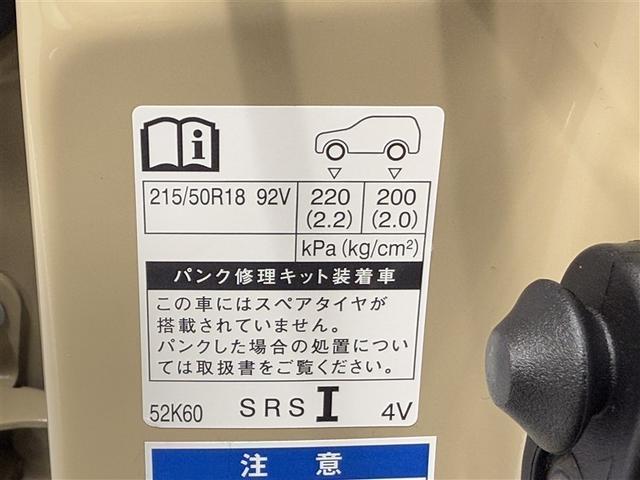 i
215/50R18 92V 220 200
(2.2) (2.0)
kPa(kg/cm²)
パンク修理キット装着車
この車にはスペアタイヤが
搭載されていません。
パンクした場合の処置につい
ては取扱書をご覧ください。
52K60 SRS I 4V
注 意